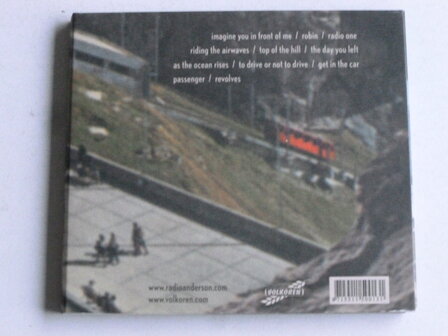 imagine you in front of me / robin / radio one
riding the airwaves / top of the hill / the day you left
as the ocean rises / to drive or not to drive / get in the car
passenger / revolves
www.radioanderson.com
www.volkoren.com
[VOLKOREN]